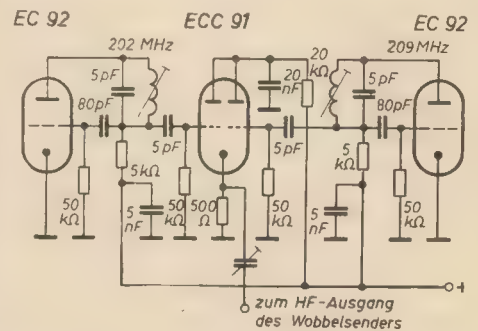 EC 92
ECC 91
EC 92
202 MHz
209 MHz
5pF
20
kΩ
5pF
80pF
20
nF
80pF
5pF
5pF
5kΩ
5
kΩ
50
kΩ
5
nF
50
kΩ
500
Ω
50
kΩ
5
nF
50
kΩ
+
zum HF-Ausgang
des Wobbelsenders